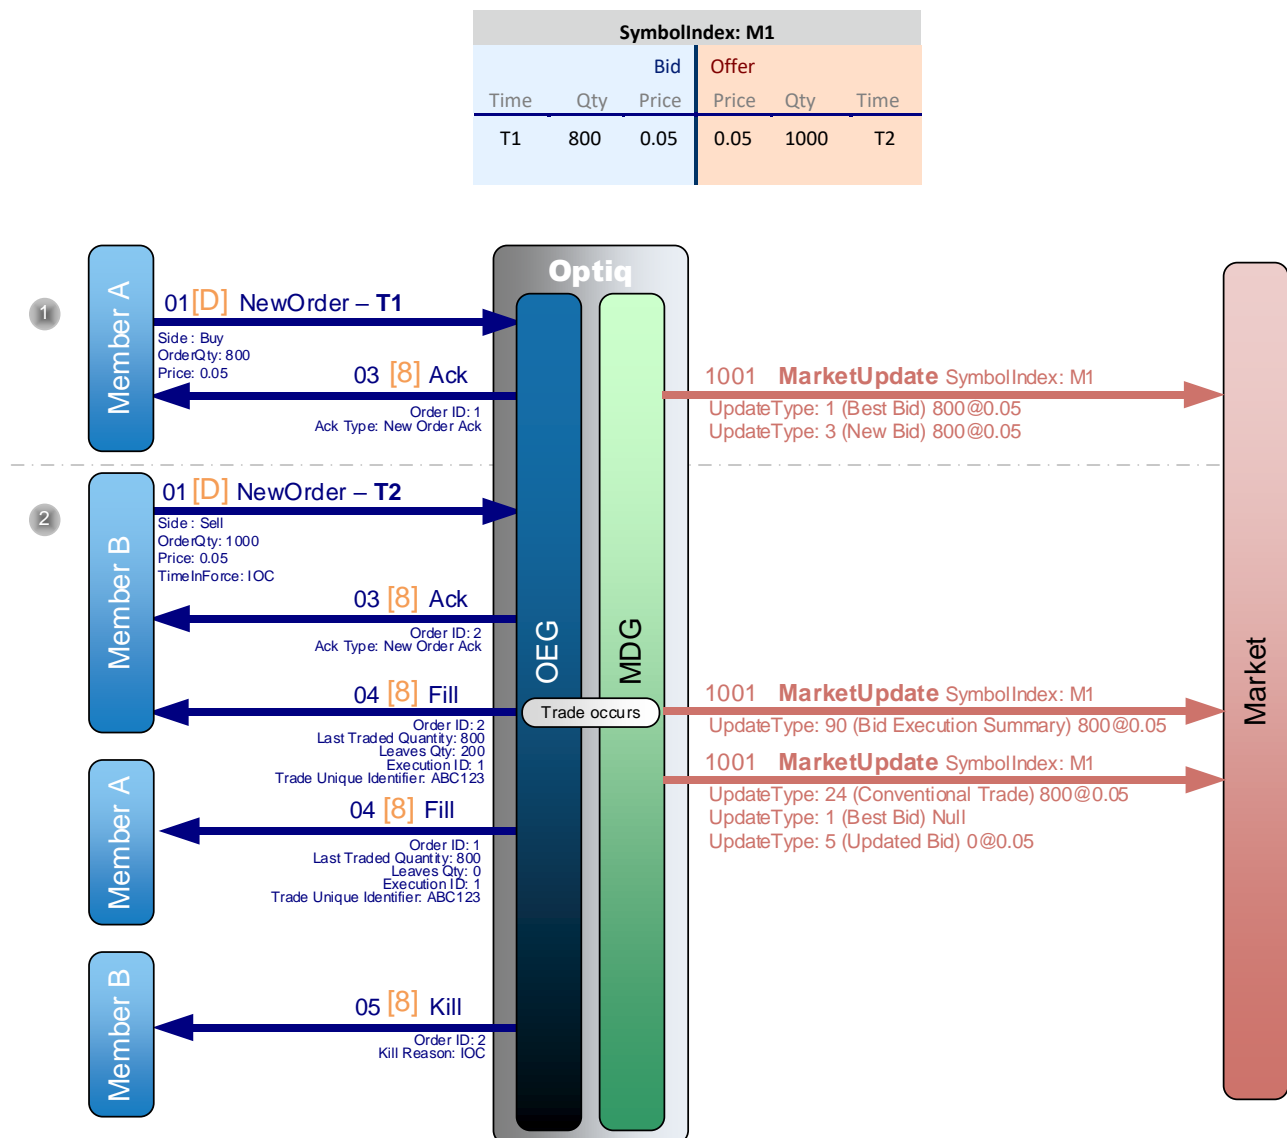 SymbolIndex: M1
Bid Offer
Time Qty Price Price Qty Time
T1 800 0.05 0.05 1000 T2
Optiq
1
Member A
01 [D] NewOrder – T1
Side : Buy
OrderQty: 800
Price: 0.05
03 [8] Ack
Order ID: 1
Ack Type: New Order Ack
1001 MarketUpdate SymbolIndex: M1
UpdateType: 1 (Best Bid) 800@0.05
UpdateType: 3 (New Bid) 800@0.05
2
Member B
01 [D] NewOrder – T2
Side : Sell
OrderQty: 1000
Price: 0.05
TimeInForce: IOC
03 [8] Ack
Order ID: 2
Ack Type: New Order Ack
OEG
MDG
Market
04 [8] Fill
Order ID: 2
Last Traded Quantity: 800
Leaves Qty: 200
Execution ID: 1
Trade Unique Identifier: ABC123
Trade occurs
1001 MarketUpdate SymbolIndex: M1
UpdateType: 90 (Bid Execution Summary) 800@0.05
1001 MarketUpdate SymbolIndex: M1
UpdateType: 24 (Conventional Trade) 800@0.05
UpdateType: 1 (Best Bid) Null
UpdateType: 5 (Updated Bid) 0@0.05
Member A
04 [8] Fill
Order ID: 1
Last Traded Quantity: 800
Leaves Qty: 0
Execution ID: 1
Trade Unique Identifier: ABC123
Member B
05 [8] Kill
Order ID: 2
Kill Reason: IOC